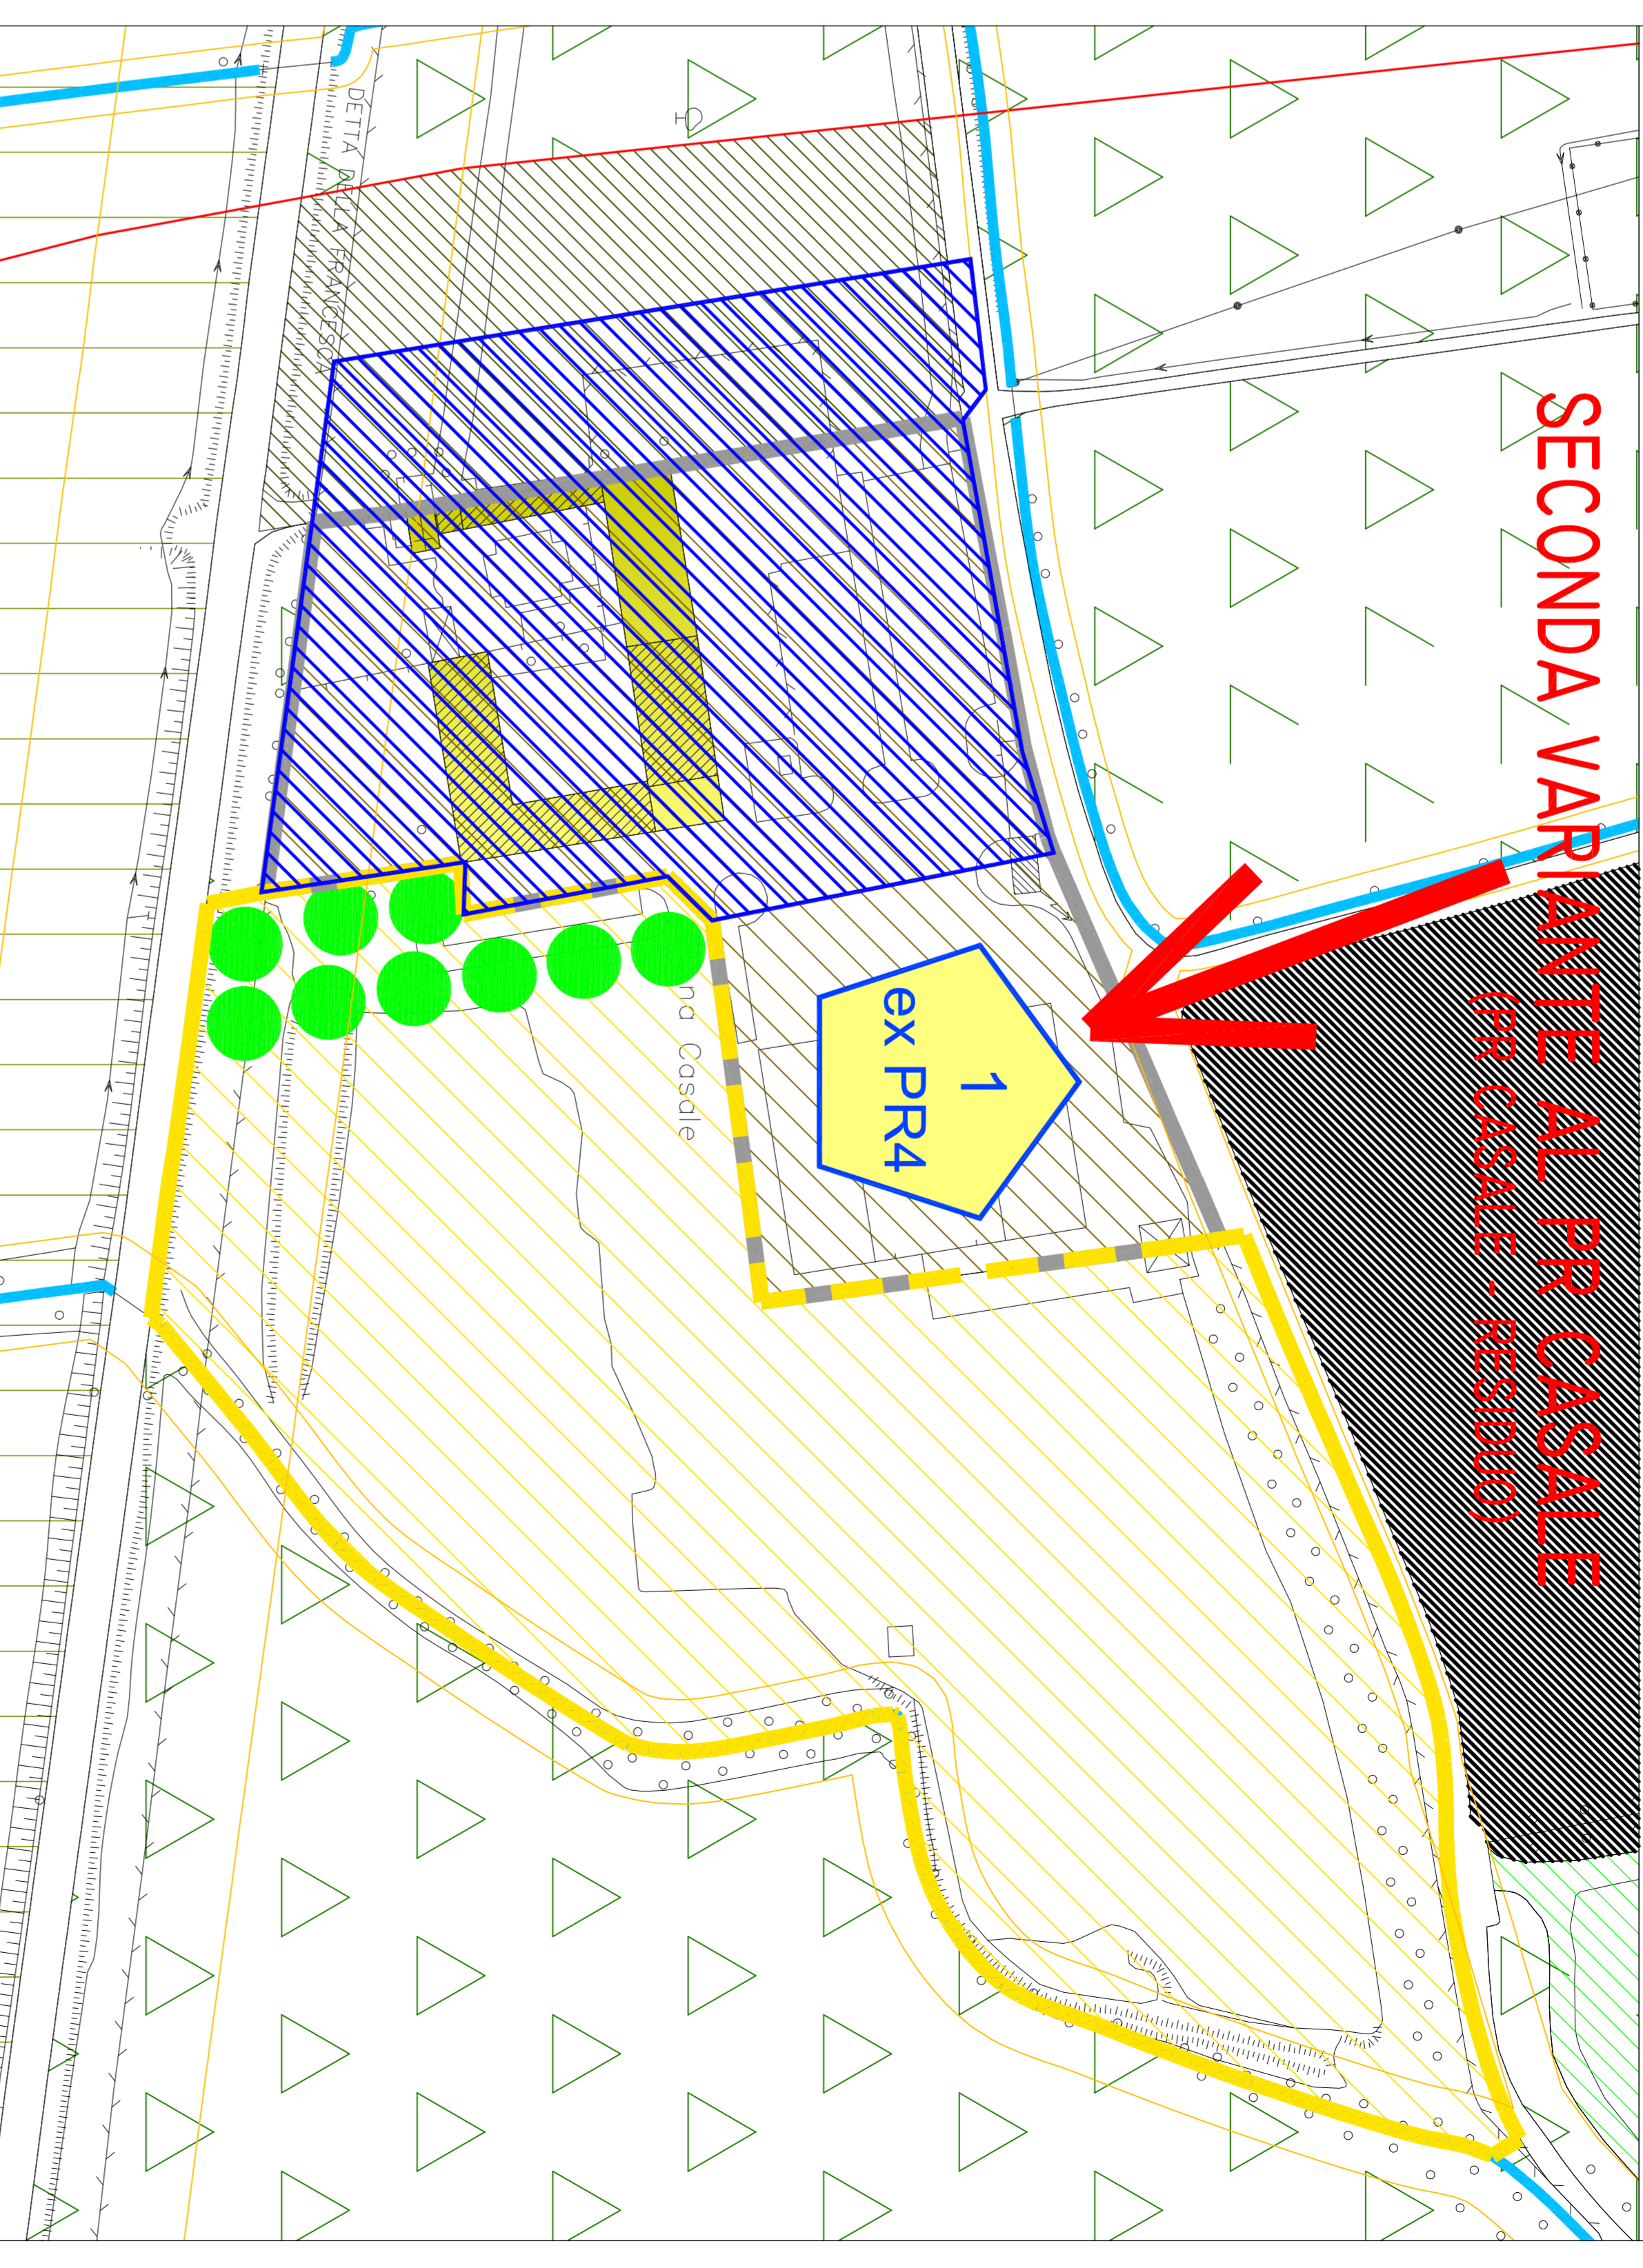 SECONDA VARIANTE AL PR CASALE
(PR CASALE - RESIDUO)
1
ex PR4
na Casale
DETTA DELLA FRANCESCA